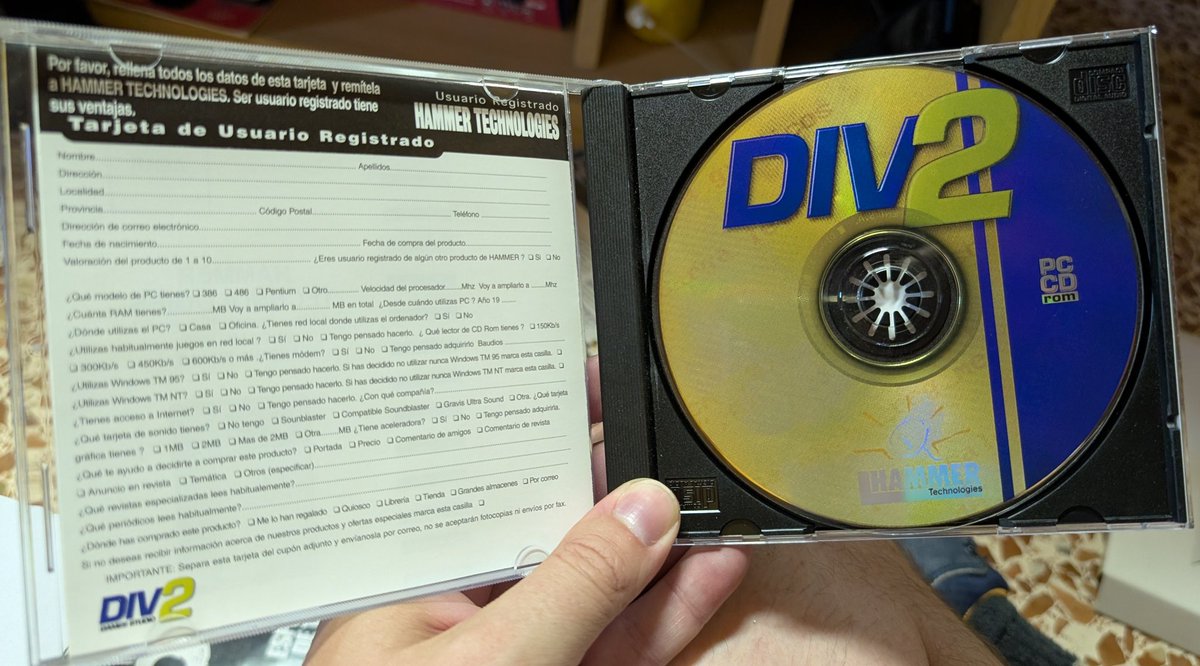 Por favor, rellena todos los datos de esta tarjeta y remítela
a HAMMER TECHNOLOGIES. Ser usuario registrado tiene
sus ventajas.
Usuario Registrado
HAMMER TECHNOLOGIES
Tarjeta de Usuario Registrado
Nombre Apellidos
Dirección
Localidad
Provincia Código Postal Teléfono
Dirección de correo electrónico
Fecha de nacimiento Fecha de compra del producto
Valoración del producto de 1 a 10 ¿Eres usuario registrado de algún otro producto de HAMMER ? ❏ Sí ❏ No
¿Qué modelo de PC tienes? ❏ 386 ❏ 486 ❏ Pentium ❏ Otro Velocidad del procesador Mhz Voy a ampliar a Mhz
¿Cuánta RAM tienes? MB Voy a ampliarlo a MB en total ¿Desde cuándo utilizas PC ? Año 19
¿Dónde utilizas el PC? ❏ Casa ❏ Oficina. ¿Tienes red local donde utilizas el ordenador? ❏ Sí ❏ No
¿Utilizas habitualmente juegos en red local ? ❏ Sí ❏ No ❏ Tengo pensado hacerlo. ¿ Qué lector de CD Rom tienes ? ❏ 150Kb/s
❏ 300Kb/s ❏ 450Kb/s ❏ 600Kb/s o más .¿Tienes módem? ❏ Sí ❏ No ❏ Tengo pensado adquirirlo Baudios
¿Utilizas Windows TM 95? ❏ Sí ❏ No ❏ Tengo pensado hacerlo. Si has decidido no utilizar nunca Windows TM 95 marca esta casilla. ❏
¿Utilizas Windows TM NT? ❏ Sí ❏ No ❏ Tengo pensado hacerlo. Si has decidido no utilizar nunca Windows TM NT marca esta casilla. ❏
¿Tienes acceso a Internet? ❏ Sí ❏ No ❏ Tengo pensado hacerlo. ¿Con qué compañía?
¿Qué tarjeta de sonido tienes? ❏ No tengo ❏ Sounblaster ❏ Compatible Soundblaster ❏ Gravis Ultra Sound ❏ Otra. ¿Qué tarjeta
gráfica tienes ? ❏ 1MB ❏ 2MB ❏ Mas de 2MB ❏ Otra MB ¿Tiene aceleradora? ❏ Sí ❏ No ❏ Tengo pensado adquirirla.
¿Qué te ayudo a decidirte a comprar este producto? ❏ Portada ❏ Precio ❏ Comentario de amigos ❏ Comentario de revista
❏ Anuncio en revista ❏ Temática ❏ Otros (especificar)
¿Qué revistas especializadas lees habitualmente?
¿Qué periódicos lees habitualmente?
¿Dónde has comprado este producto? ❏ Me lo han regalado ❏ Quiosco ❏ Librería ❏ Tienda ❏ Grandes almacenes ❏ Por correo
Si no deseas recibir información acerca de nuestros productos y ofertas especiales marca esta casilla ❏
IMPORTANTE: Separa esta tarjeta del cupón adjunto y envíanosla por correo, no se aceptarán fotocopias ni envios por fax.
DIV2
GAMES STUDIO
DIV2
PC
CD
rom
HAMMER
Technologies
disc